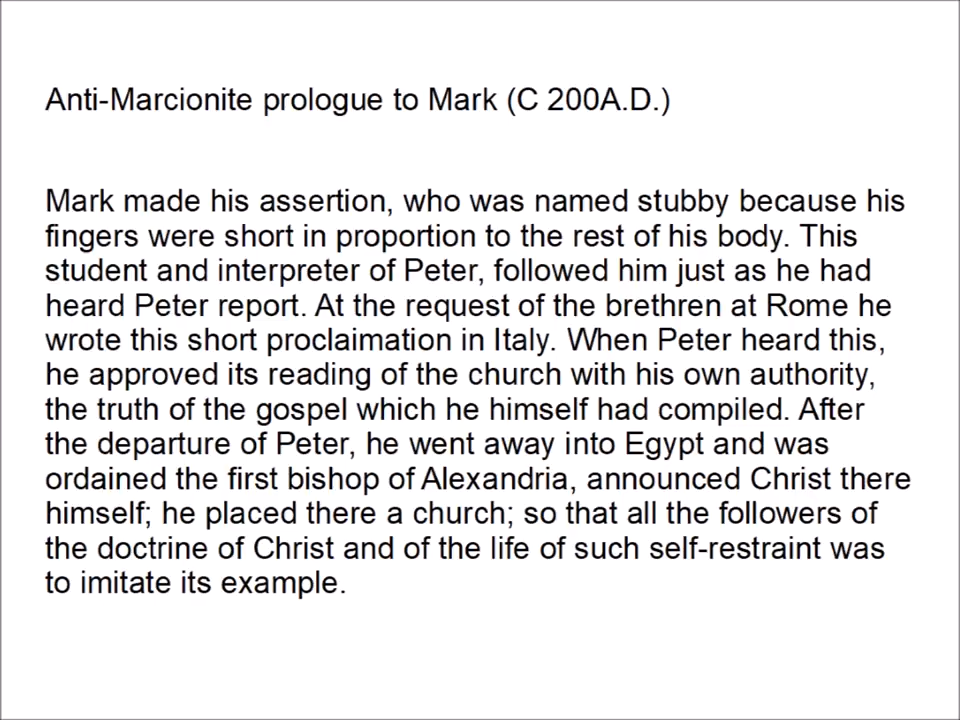 Anti-Marcionite prologue to Mark (C 200A.D.)
Mark made his assertion, who was named stubby because his
fingers were short in proportion to the rest of his body. This
student and interpreter of Peter, followed him just as he had
heard Peter report. At the request of the brethren at Rome he
wrote this short proclaimation in Italy. When Peter heard this,
he approved its reading of the church with his own authority,
the truth of the gospel which he himself had compiled. After
the departure of Peter, he went away into Egypt and was
ordained the first bishop of Alexandria, announced Christ there
himself; he placed there a church; so that all the followers of
the doctrine of Christ and of the life of such self-restraint was
to imitate its example.